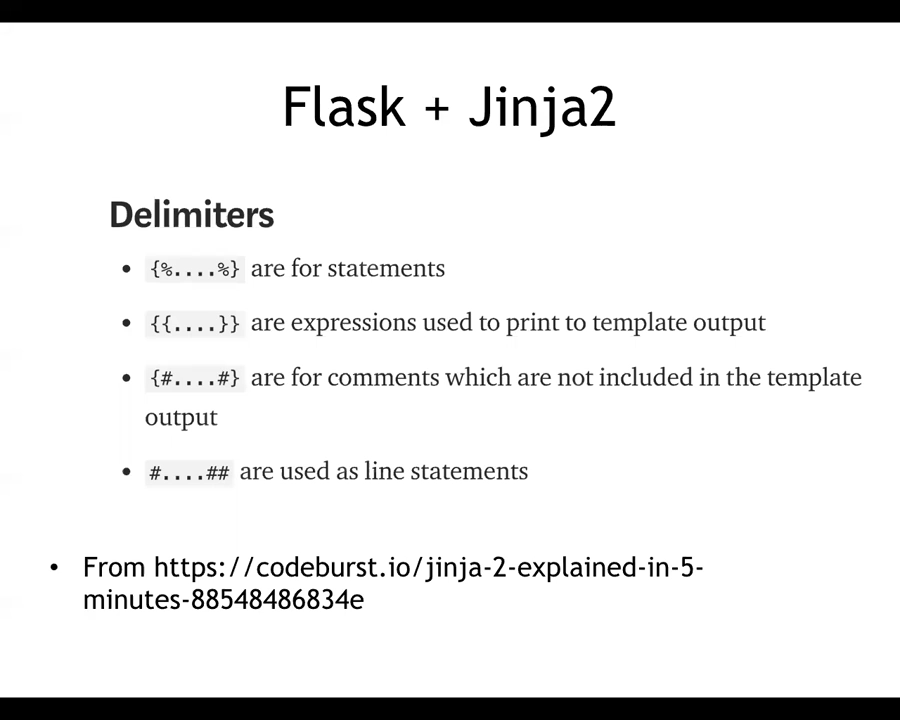 Flask + Jinja2
Delimiters
• {%....%} are for statements
• {{....}} are expressions used to print to template output
• {#....#} are for comments which are not included in the template
output
• #....## are used as line statements
• From https://codeburst.io/jinja-2-explained-in-5-
minutes-88548486834e